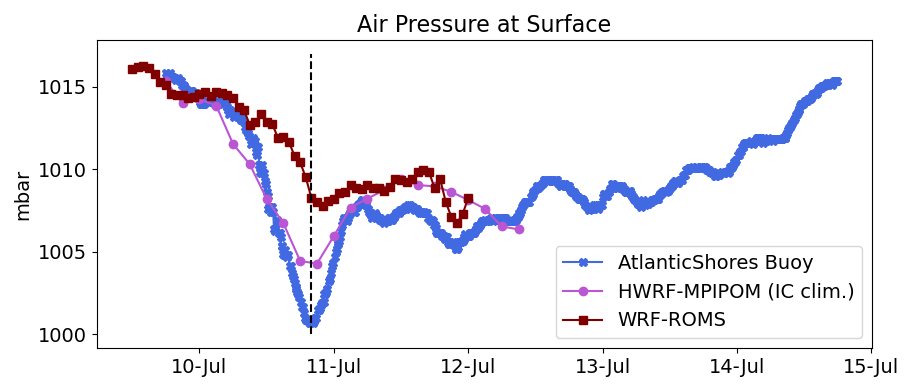 Air Pressure at Surface
mbar
1015
1010
1005
1000
AtlanticShores Buoy
HWRF-MPIPOM (IC clim.)
WRF-ROMS
10-Jul 11-Jul 12-Jul 13-Jul 14-Jul 15-Jul